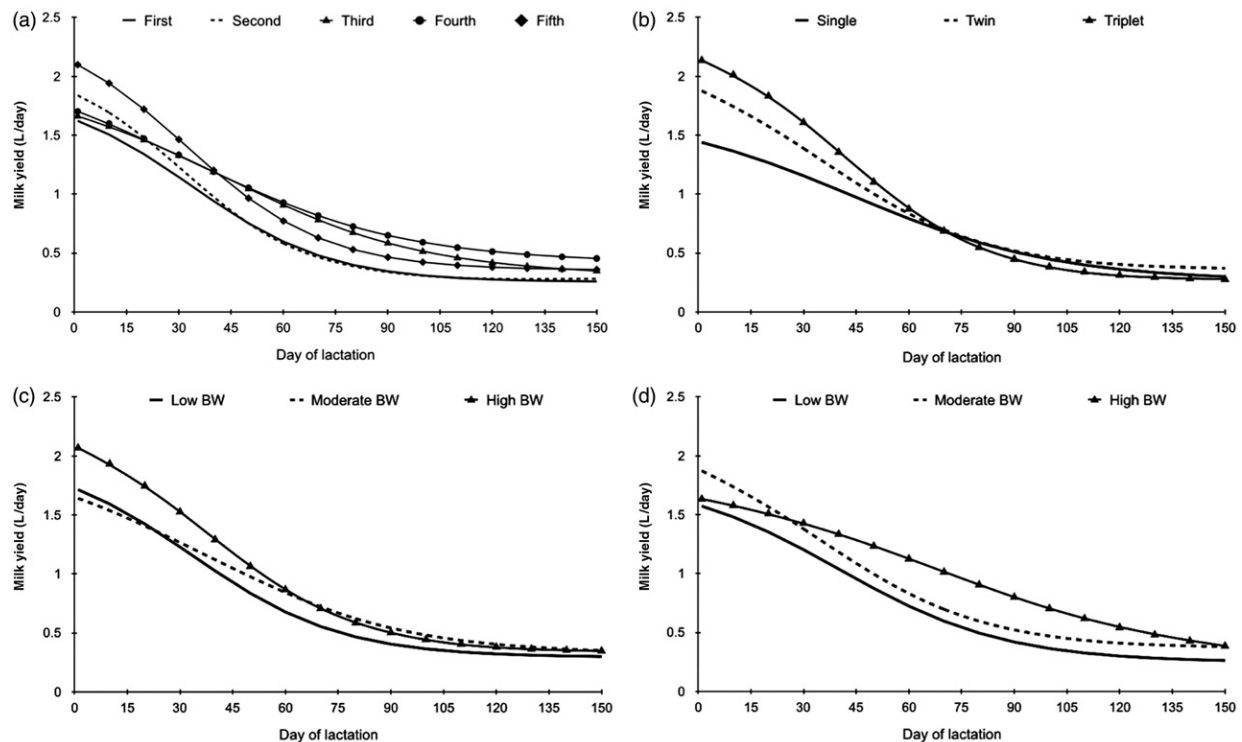 (a) First Second Third Fourth Fifth
2.5
2
1.5
1
0.5
0
Milk yield (L/day)
0 15 30 45 60 75 90 105 120 135 150
Day of lactation
(b) Single Twin Triplet
2.5
2
1.5
1
0.5
0
Milk yield (L/day)
0 15 30 45 60 75 90 105 120 135 150
Day of lactation
(c) Low BW Moderate BW High BW
2.5
2
1.5
1
0.5
0
Milk yield (L/day)
0 15 30 45 60 75 90 105 120 135 150
Day of lactation
(d) Low BW Moderate BW High BW
2.5
2
1.5
1
0.5
0
Milk yield (L/day)
0 15 30 45 60 75 90 105 120 135 150
Day of lactation